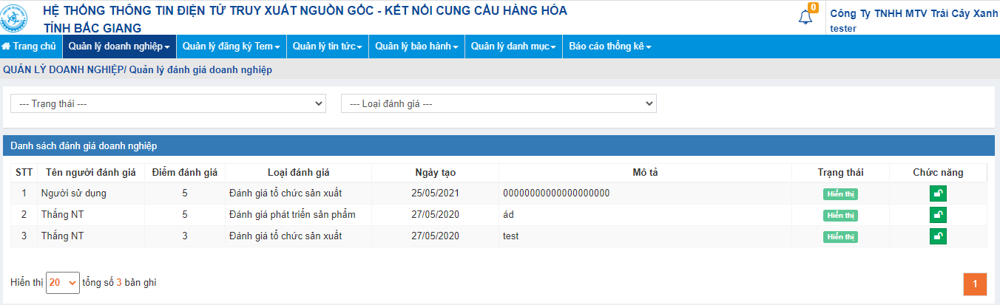 HỆ THỐNG THÔNG TIN ĐIỆN TỬ TRUY XUẤT NGUỒN GỐC - KẾT NỐI CUNG CẦU HÀNG HÓA
TỈNH BẮC GIANG
0
Công Ty TNHH MTV Trái Cây Xanh
tester
Trang chủ Quản lý doanh nghiệp Quản lý đăng ký Tem Quản lý tin tức Quản lý bảo hành Quản lý danh mục Báo cáo thống kê
QUẢN LÝ DOANH NGHIỆP/ Quản lý đánh giá doanh nghiệp
--- Trạng thái --- --- Loại đánh giá ---
Danh sách đánh giá doanh nghiệp
STT Tên người đánh giá Điểm đánh giá Loại đánh giá Ngày tạo Mô tả Trạng thái Chức năng
1 Người sử dụng 5 Đánh giá tổ chức sản xuất 25/05/2021 00000000000000000000 Hiển thị
2 Thắng NT 5 Đánh giá phát triển sản phẩm 27/05/2020 ád Hiển thị
3 Thắng NT 3 Đánh giá tổ chức sản xuất 27/05/2020 test Hiển thị
Hiển thị 20 tổng số 3 bản ghi 1